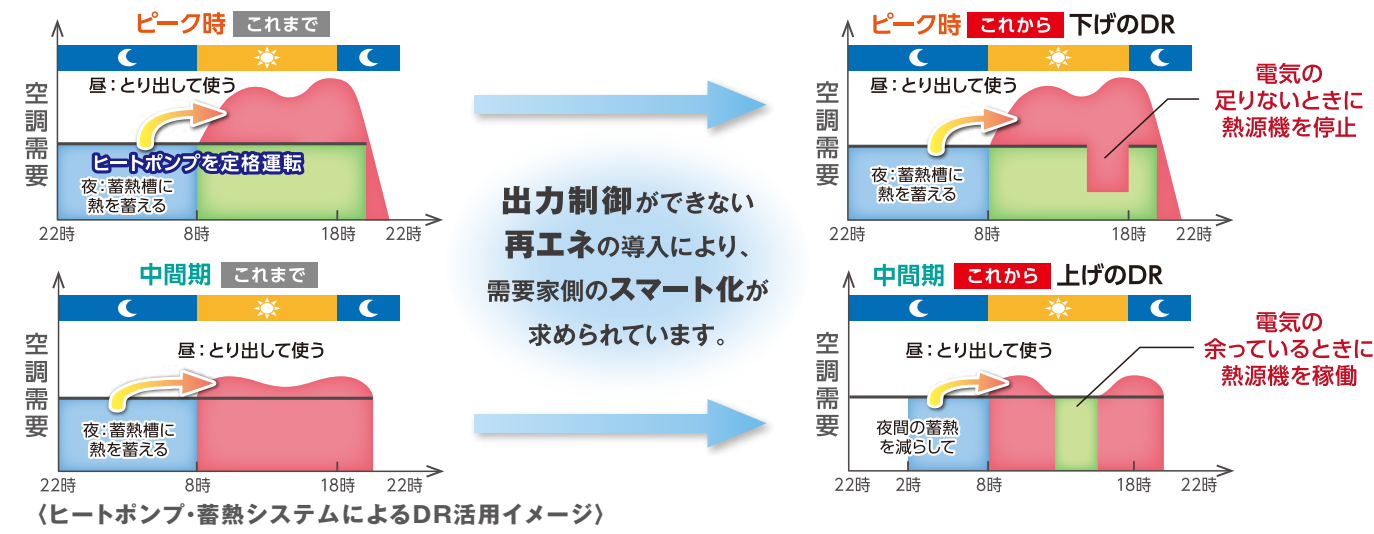 ピーク時 これまで
空調需要
昼：とり出して使う
ヒートポンプを定格運転
夜：蓄熱槽に
熱を蓄える
22時 8時 18時 22時
中間期 これまで
空調需要
昼：とり出して使う
夜：蓄熱槽に
熱を蓄える
22時 8時 18時 22時
〈ヒートポンプ・蓄熱システムによるDR活用イメージ〉
出力制御ができない
再エネの導入により、
需要家側のスマート化が
求められています。
ピーク時 これから 下げのDR
空調需要
昼：とり出して使う
夜：蓄熱槽に
熱を蓄える
22時 8時 18時 22時
電気の
足りないときに
熱源機を停止
中間期 これから 上げのDR
空調需要
昼：とり出して使う
夜間の蓄熱
を減らして
22時 2時 8時 18時 22時
電気の
余っているときに
熱源機を稼働